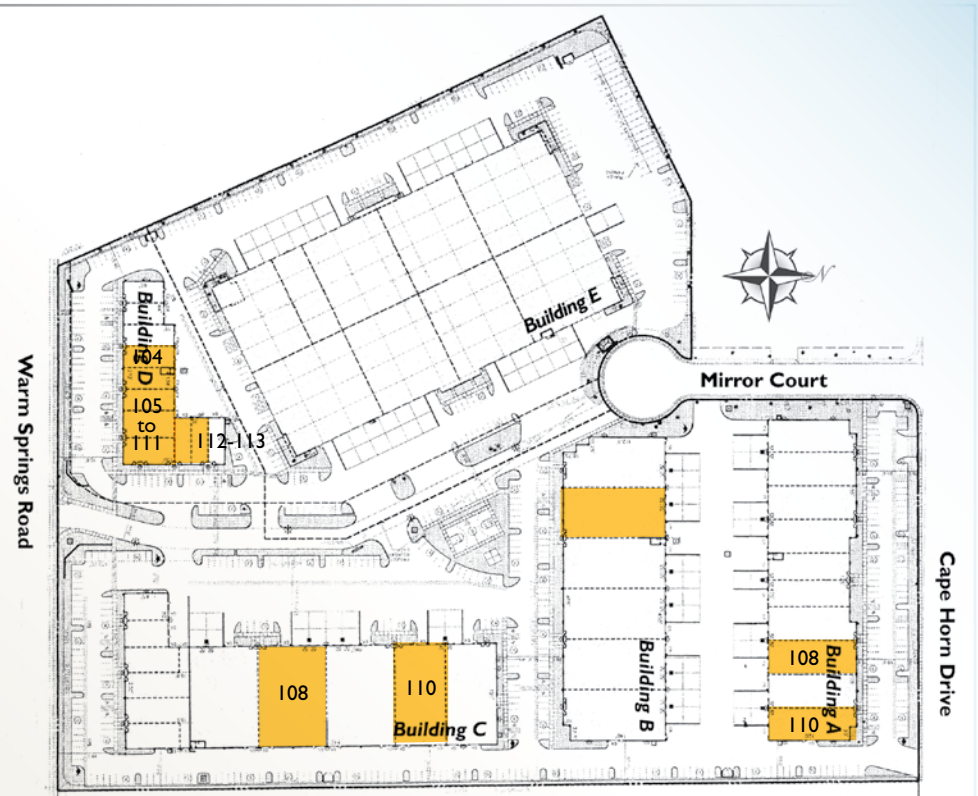 Building E
N
Mirror Court
Building D
104
105
to
111
112-113
Warm Springs Road
Cape Horn Drive
108
110
Building C
Building B
108
Building A
110